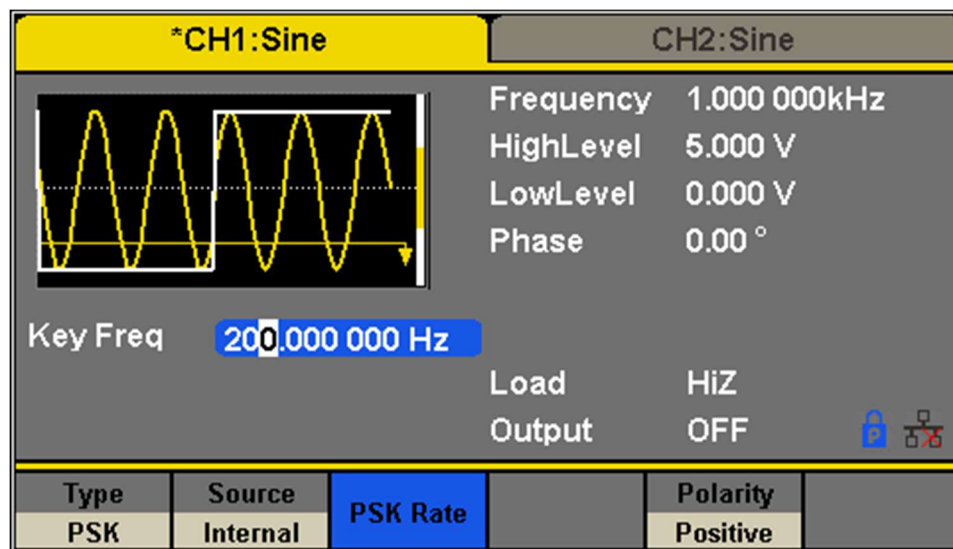 *CH1:Sine
CH2:Sine
Frequency 1.000 000kHz
HighLevel 5.000 V
LowLevel 0.000 V
Phase 0.00 °
Key Freq 200.000 000 Hz
Load HiZ
Output OFF
P
Type Source PSK Rate Polarity
PSK Internal Positive